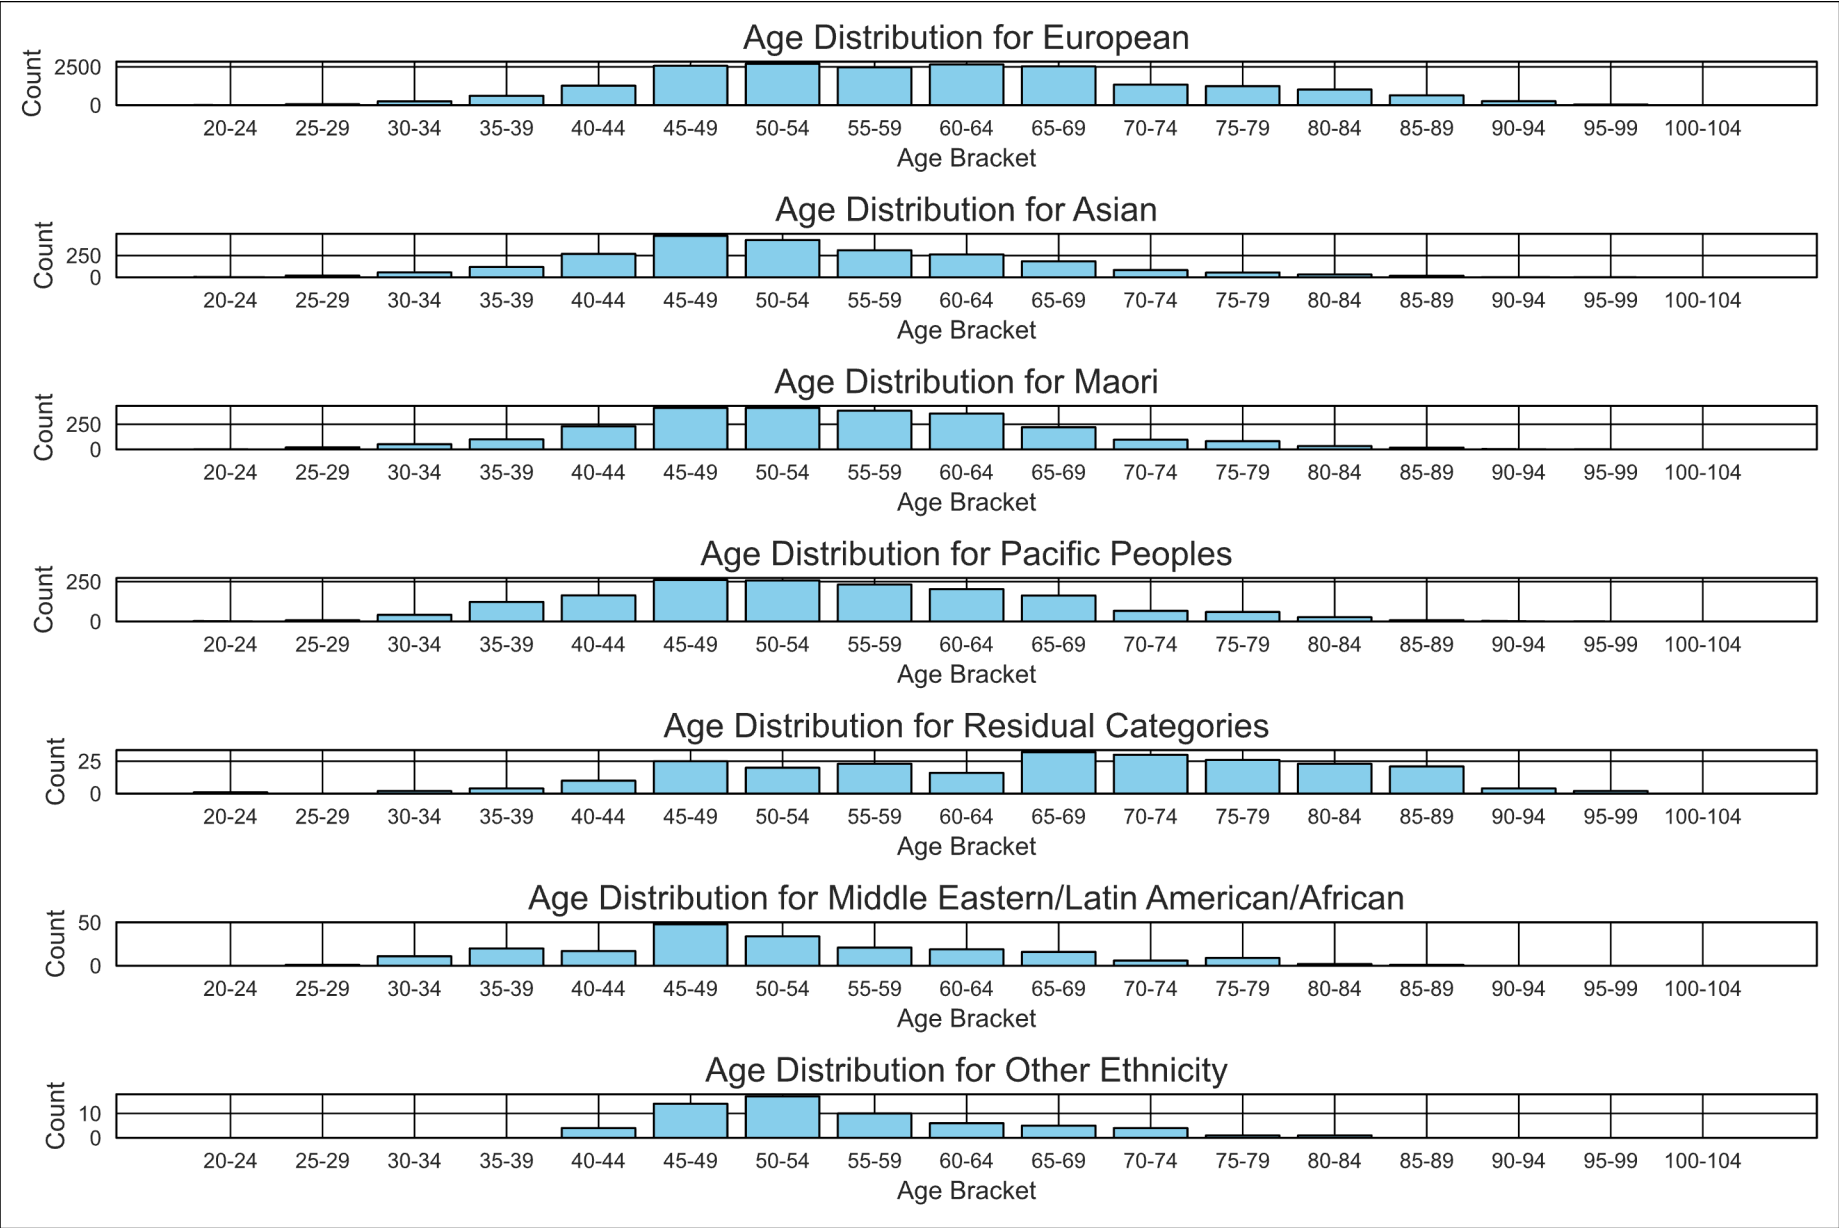 Age Distribution for European
Count
2500
0
20-24 25-29 30-34 35-39 40-44 45-49 50-54 55-59 60-64 65-69 70-74 75-79 80-84 85-89 90-94 95-99 100-104
Age Bracket
Age Distribution for Asian
Count
250
0
20-24 25-29 30-34 35-39 40-44 45-49 50-54 55-59 60-64 65-69 70-74 75-79 80-84 85-89 90-94 95-99 100-104
Age Bracket
Age Distribution for Maori
Count
250
0
20-24 25-29 30-34 35-39 40-44 45-49 50-54 55-59 60-64 65-69 70-74 75-79 80-84 85-89 90-94 95-99 100-104
Age Bracket
Age Distribution for Pacific Peoples
Count
250
0
20-24 25-29 30-34 35-39 40-44 45-49 50-54 55-59 60-64 65-69 70-74 75-79 80-84 85-89 90-94 95-99 100-104
Age Bracket
Age Distribution for Residual Categories
Count
25
0
20-24 25-29 30-34 35-39 40-44 45-49 50-54 55-59 60-64 65-69 70-74 75-79 80-84 85-89 90-94 95-99 100-104
Age Bracket
Age Distribution for Middle Eastern/Latin American/African
Count
50
0
20-24 25-29 30-34 35-39 40-44 45-49 50-54 55-59 60-64 65-69 70-74 75-79 80-84 85-89 90-94 95-99 100-104
Age Bracket
Age Distribution for Other Ethnicity
Count
10
0
20-24 25-29 30-34 35-39 40-44 45-49 50-54 55-59 60-64 65-69 70-74 75-79 80-84 85-89 90-94 95-99 100-104
Age Bracket